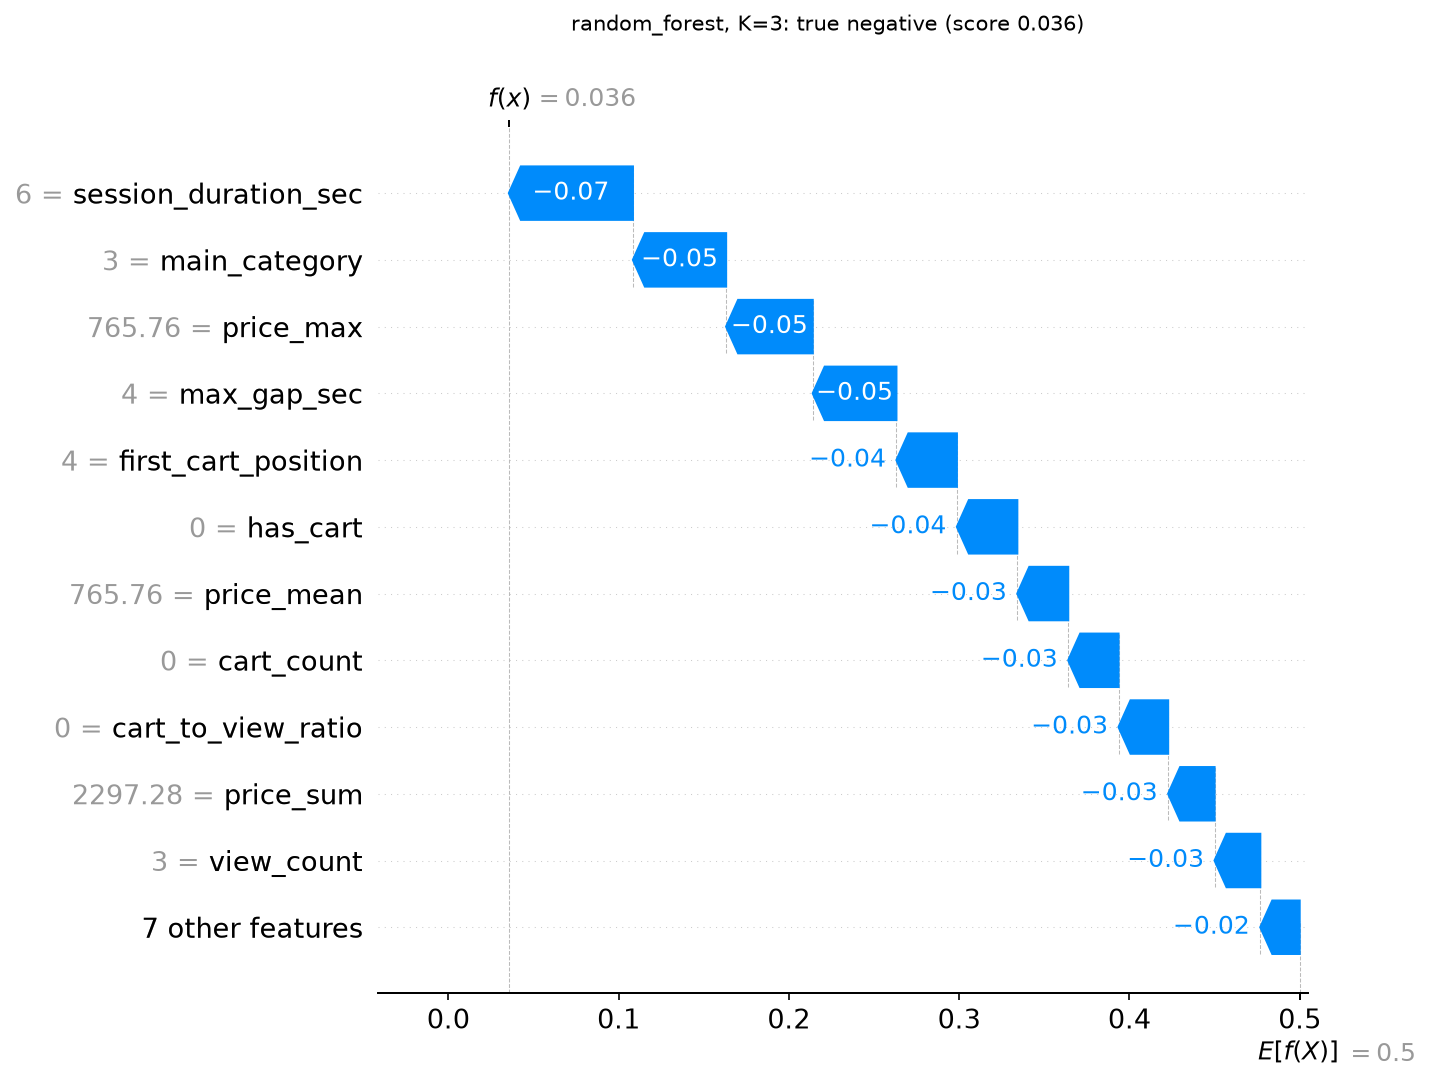 random_forest, K=3: true negative (score 0.036)
f(x) = 0.036
6 = session_duration_sec
−0.07
3 = main_category
−0.05
765.76 = price_max
−0.05
4 = max_gap_sec
−0.05
4 = first_cart_position
−0.04
0 = has_cart
−0.04
765.76 = price_mean
−0.03
0 = cart_count
−0.03
0 = cart_to_view_ratio
−0.03
2297.28 = price_sum
−0.03
3 = view_count
−0.03
7 other features
−0.02
0.0 0.1 0.2 0.3 0.4 0.5
E[f(X)] = 0.5